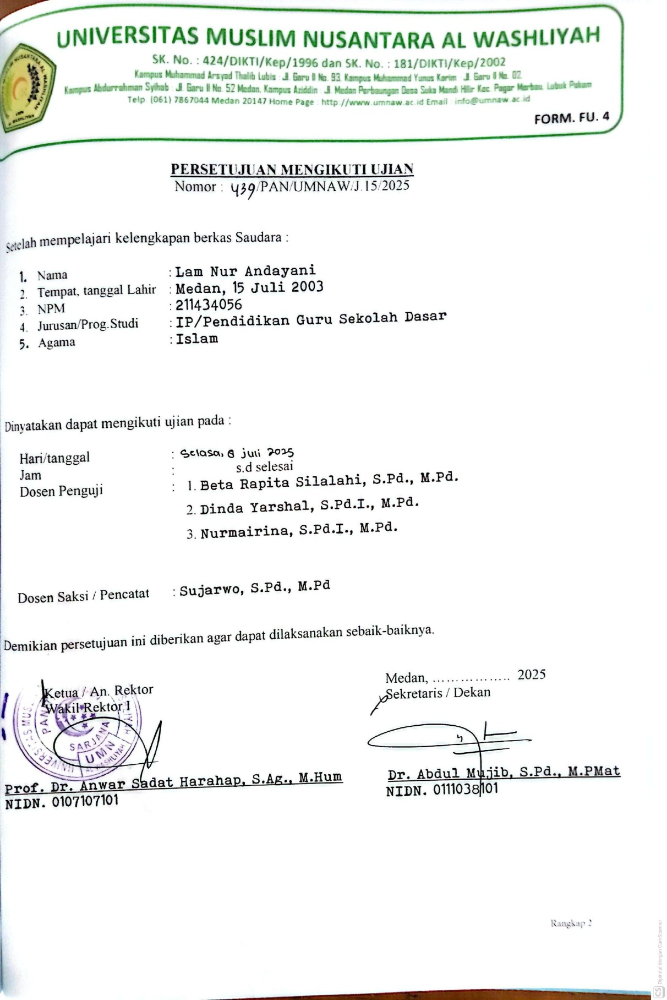 UNIVERSITAS MUSLIM NUSANTARA AL WASHLIYAH
SK. No. : 424/DIKTI/Kep/1996 dan SK. No. : 181/DIKTI/Kep/2002
Kampus Muhammad Arsyad Thalib Lubis : Jl. Garu II No. 93, Kampus Muhammad Yunus Karim : Jl. Garu II No. 02,
Kampus Abdurrahman Syihab : Jl. Garu II No. 52 Medan, Kampus Aziddin : Jl. Medan Perbaungan Desa Suka Mandi Hilir Kec. Pagar Merbau, Lubuk Pakam
Telp. (061) 7867044 Medan 20147 Home Page : http://www.umnaw.ac.id Email : info@umnaw.ac.id
FORM. FU. 4
PERSETUJUAN MENGIKUTI UJIAN
Nomor : 439/PAN/UMNAW/J.15/2025
Setelah mempelajari kelengkapan berkas Saudara :
1. Nama : Lam Nur Andayani
2. Tempat, tanggal Lahir : Medan, 15 Juli 2003
3. NPM : 211434056
4. Jurusan/Prog.Studi : IP/Pendidikan Guru Sekolah Dasar
5. Agama : Islam
Dinyatakan dapat mengikuti ujian pada :
Hari/tanggal : Selasa, 8 juli 2025
Jam : s.d selesai
Dosen Penguji : 1. Beta Rapita Silalahi, S.Pd., M.Pd.
2. Dinda Yarshal, S.Pd.I., M.Pd.
3. Nurmairina, S.Pd.I., M.Pd.
Dosen Saksi / Pencatat : Sujarwo, S.Pd., M.Pd
Demikian persetujuan ini diberikan agar dapat dilaksanakan sebaik-baiknya.
Medan, .................. 2025
Ketua / An. Rektor Sekretaris / Dekan
Wakil Rektor I
SARJANA
UMN
AL WASHLIYAH
Prof. Dr. Anwar Sadat Harahap, S.Ag., M.Hum Dr. Abdul Mujib, S.Pd., M.PMat
NIDN. 0107107101 NIDN. 0111038101
Rangkap 2
CS Dipindai dengan CamScanner